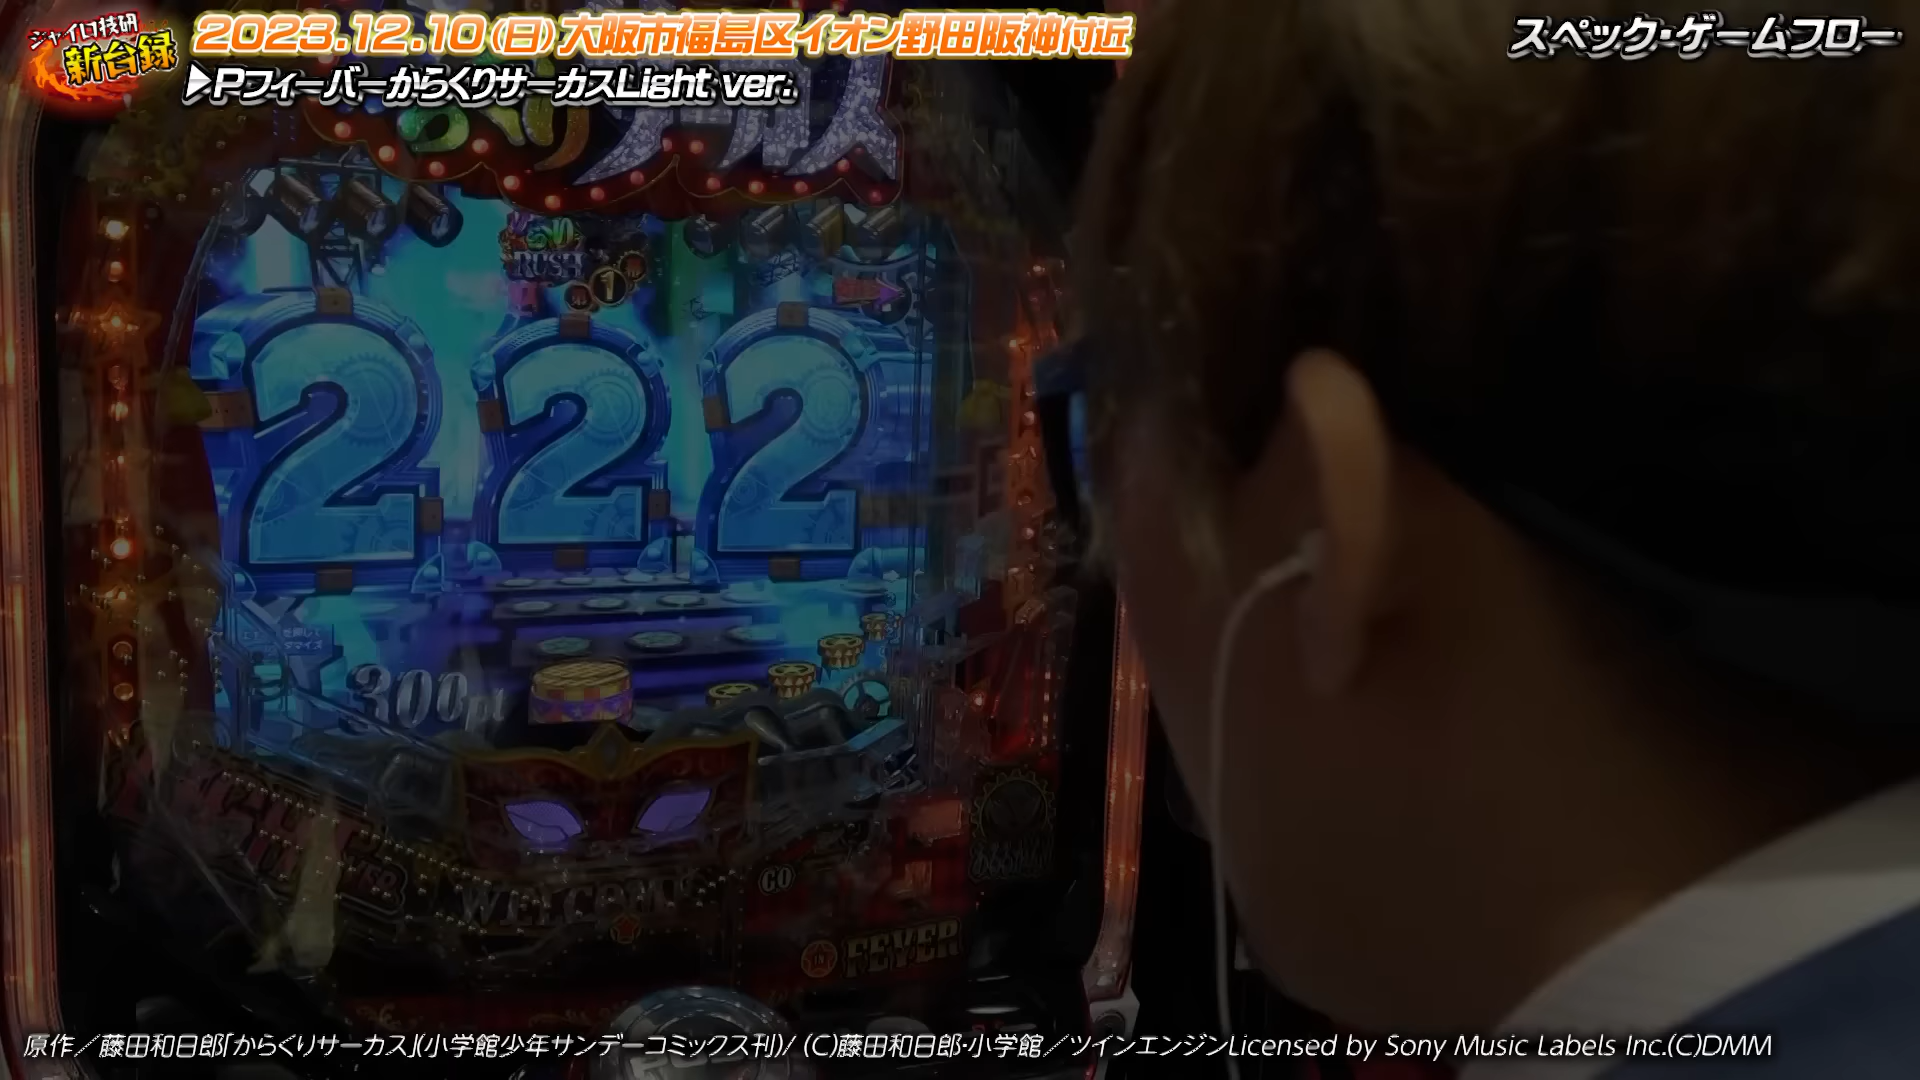 ジャイロ技研
新台録
2023.12.10(日)大阪市福島区イオン野田阪神付近
▶PフィーバーからくりサーカスLight ver.
スペック・ゲームフロー
RUSH
1
2 2 2
300pt
WELCOME
GO
FEVER
原作／藤田和日郎「からくりサーカス」(小学館少年サンデーコミックス刊)/ (C)藤田和日郎・小学館／ツインエンジンLicensed by Sony Music Labels Inc.(C)DMM